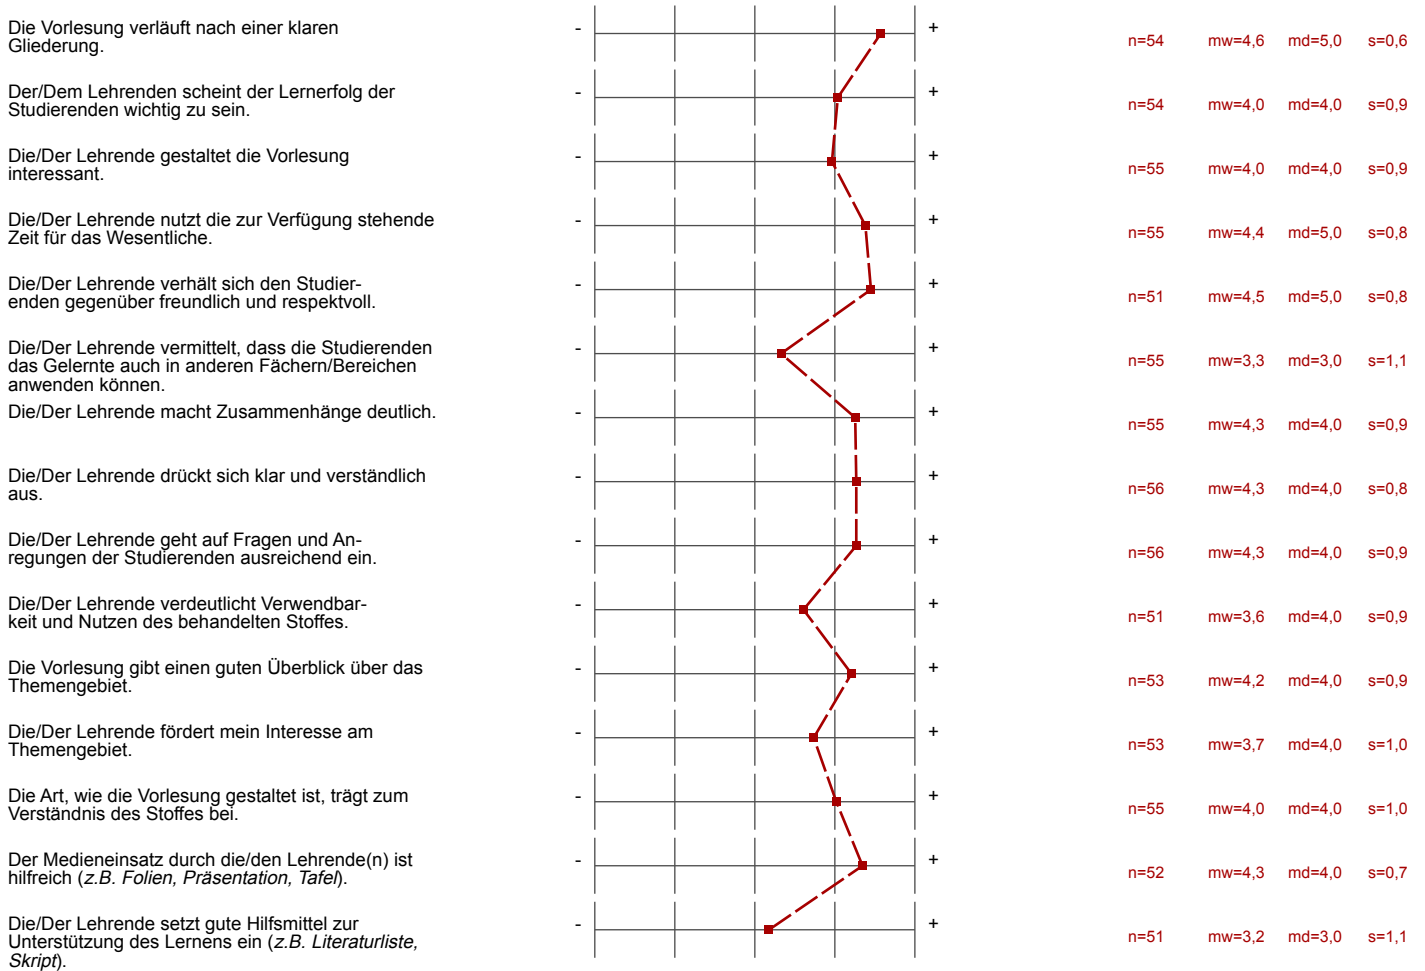 Die Vorlesung verläuft nach einer klaren
Gliederung.
- +
n=54 mw=4,6 md=5,0 s=0,6
Der/Dem Lehrenden scheint der Lernerfolg der
Studierenden wichtig zu sein.
- +
n=54 mw=4,0 md=4,0 s=0,9
Die/Der Lehrende gestaltet die Vorlesung
interessant.
- +
n=55 mw=4,0 md=4,0 s=0,9
Die/Der Lehrende nutzt die zur Verfügung stehende
Zeit für das Wesentliche.
- +
n=55 mw=4,4 md=5,0 s=0,8
Die/Der Lehrende verhält sich den Studier-
enden gegenüber freundlich und respektvoll.
- +
n=51 mw=4,5 md=5,0 s=0,8
Die/Der Lehrende vermittelt, dass die Studierenden
das Gelernte auch in anderen Fächern/Bereichen
anwenden können.
- +
n=55 mw=3,3 md=3,0 s=1,1
Die/Der Lehrende macht Zusammenhänge deutlich.
- +
n=55 mw=4,3 md=4,0 s=0,9
Die/Der Lehrende drückt sich klar und verständlich
aus.
- +
n=56 mw=4,3 md=4,0 s=0,8
Die/Der Lehrende geht auf Fragen und An-
regungen der Studierenden ausreichend ein.
- +
n=56 mw=4,3 md=4,0 s=0,9
Die/Der Lehrende verdeutlicht Verwendbar-
keit und Nutzen des behandelten Stoffes.
- +
n=51 mw=3,6 md=4,0 s=0,9
Die Vorlesung gibt einen guten Überblick über das
Themengebiet.
- +
n=53 mw=4,2 md=4,0 s=0,9
Die/Der Lehrende fördert mein Interesse am
Themengebiet.
- +
n=53 mw=3,7 md=4,0 s=1,0
Die Art, wie die Vorlesung gestaltet ist, trägt zum
Verständnis des Stoffes bei.
- +
n=55 mw=4,0 md=4,0 s=1,0
Der Medieneinsatz durch die/den Lehrende(n) ist
hilfreich (z.B. Folien, Präsentation, Tafel).
- +
n=52 mw=4,3 md=4,0 s=0,7
Die/Der Lehrende setzt gute Hilfsmittel zur
Unterstützung des Lernens ein (z.B. Literaturliste,
Skript).
- +
n=51 mw=3,2 md=3,0 s=1,1